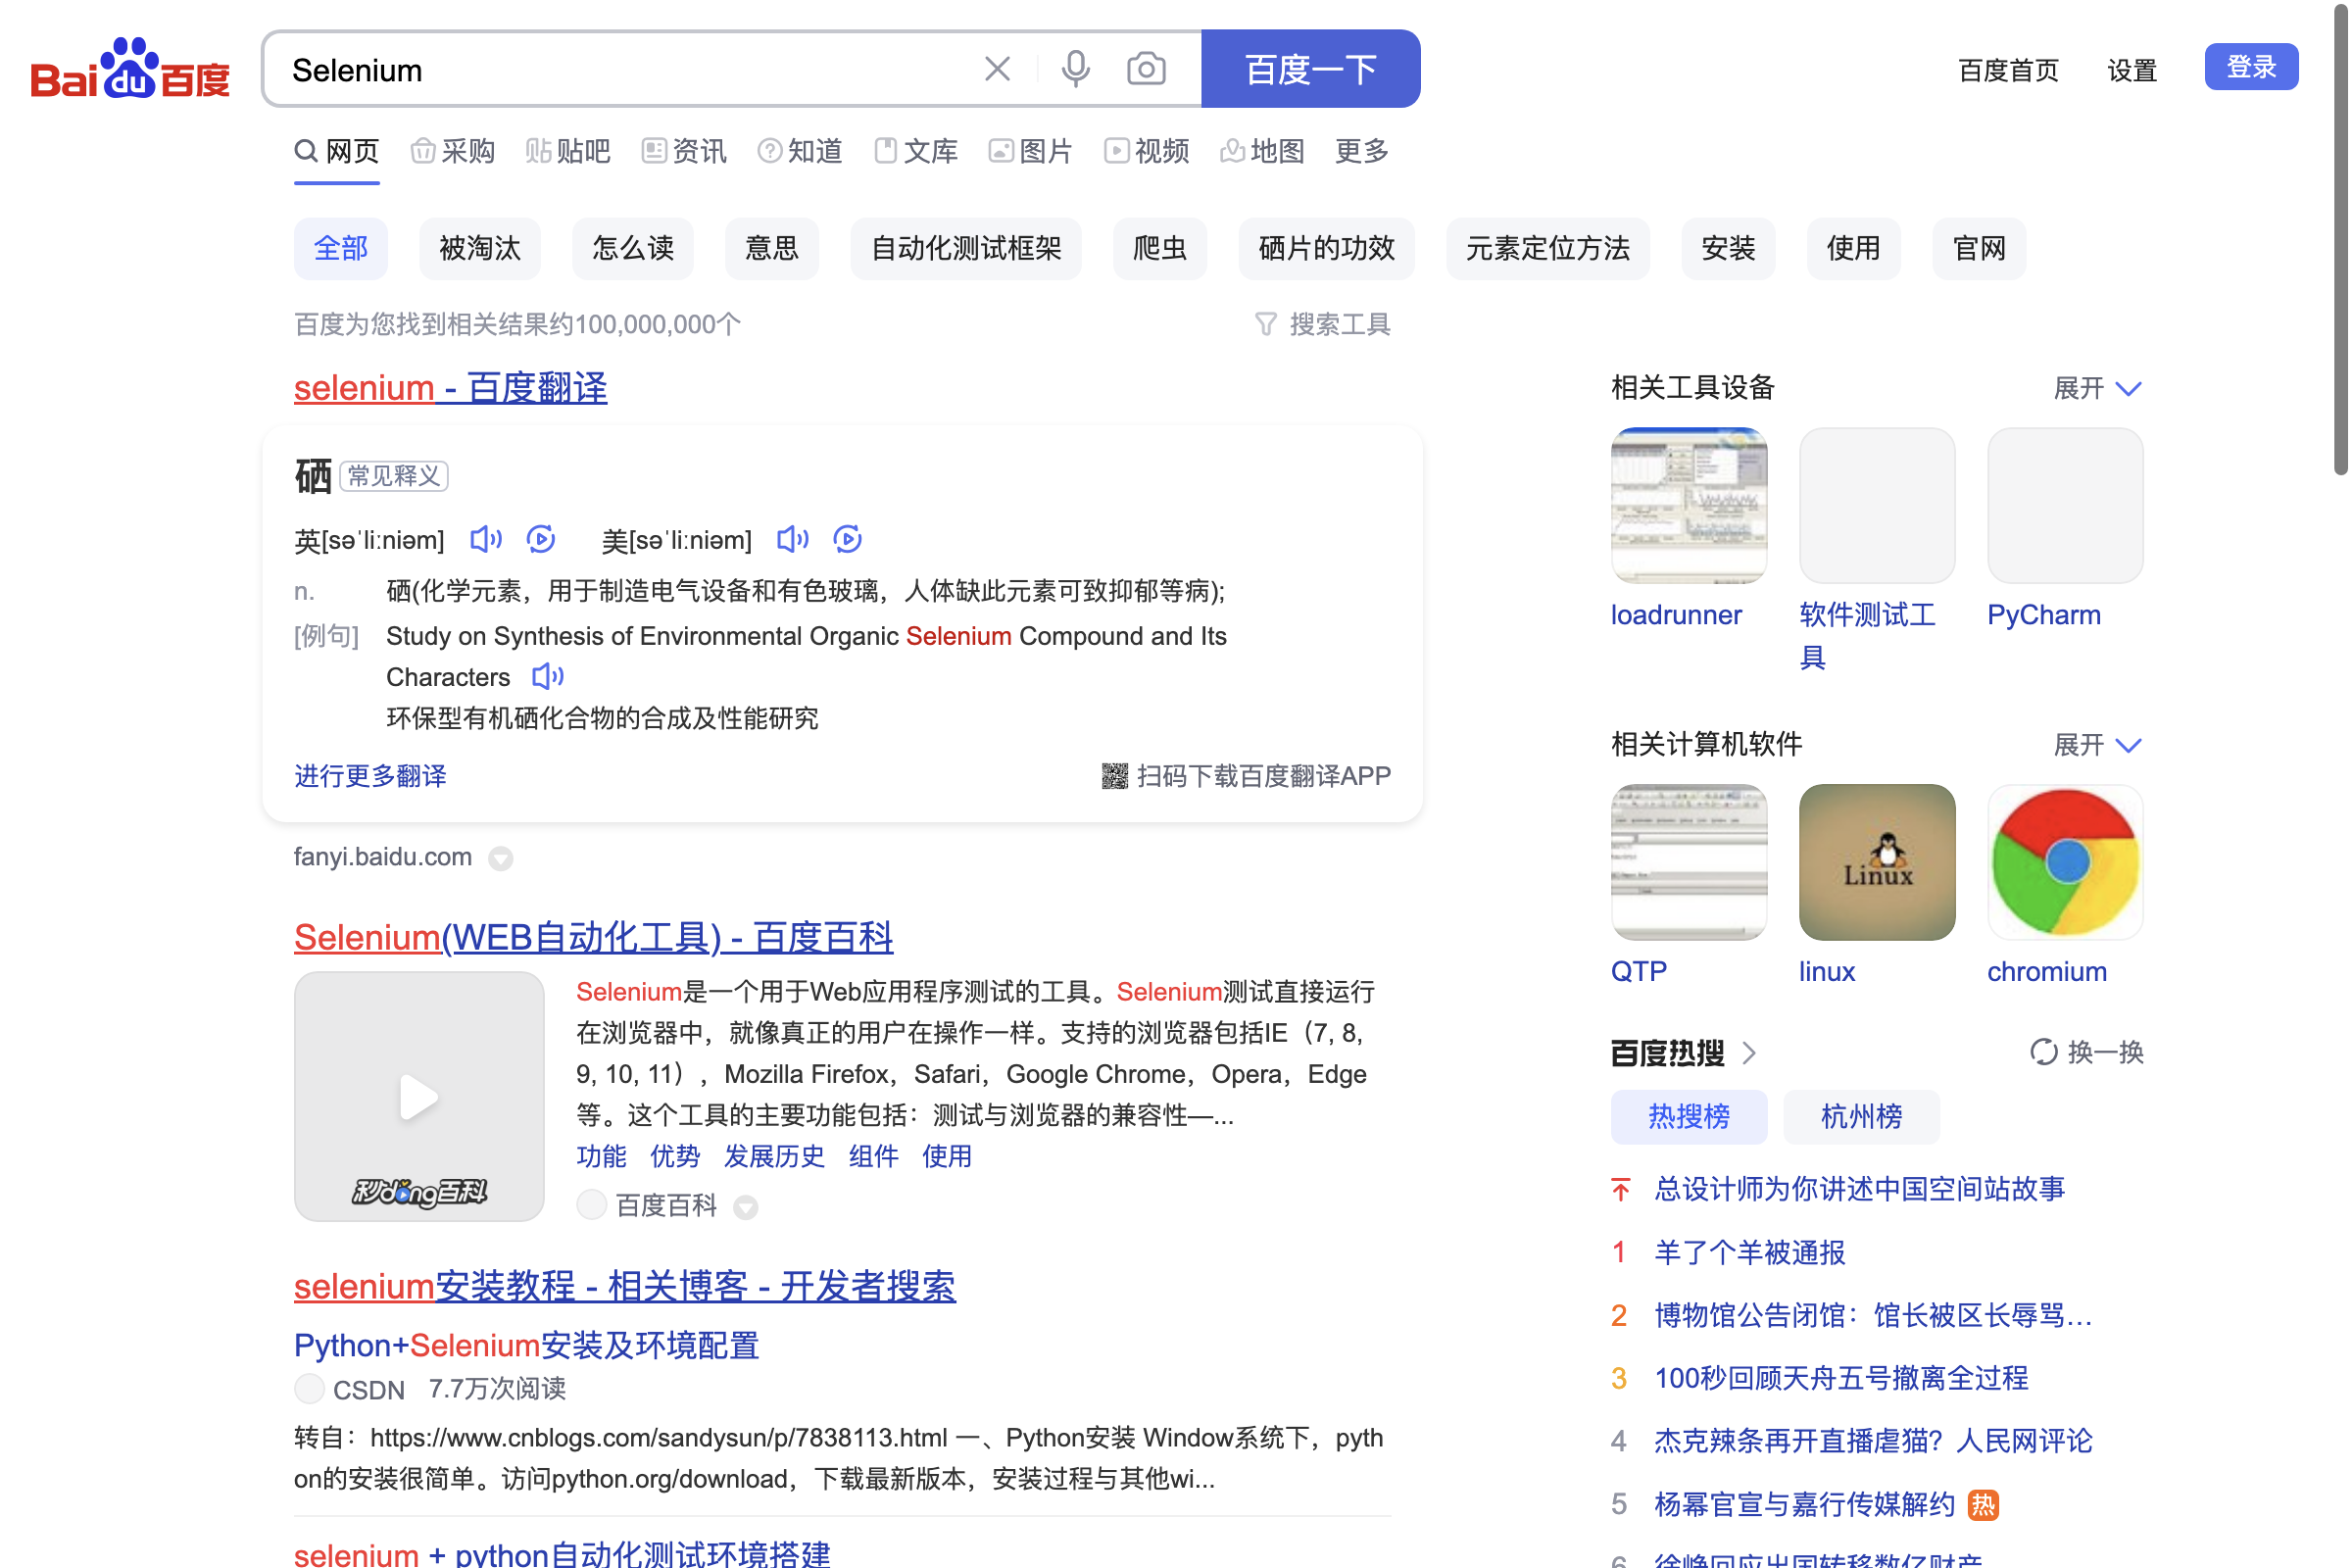 Baidu百度
Selenium
百度一下
百度首页 设置 登录
网页 采购 贴吧 资讯 知道 文库 图片 视频 地图 更多
全部 被淘汰 怎么读 意思 自动化测试框架 爬虫 硒片的功效 元素定位方法 安装 使用 官网
百度为您找到相关结果约100,000,000个
搜索工具
selenium - 百度翻译
硒 常见释义
英[səˈliːniəm] 美[səˈliːniəm]
n. 硒(化学元素，用于制造电气设备和有色玻璃，人体缺此元素可致抑郁等病);
[例句] Study on Synthesis of Environmental Organic Selenium Compound and Its
Characters
环保型有机硒化合物的合成及性能研究
进行更多翻译
扫码下载百度翻译APP
fanyi.baidu.com
Selenium(WEB自动化工具) - 百度百科
秒dong百科
Selenium是一个用于Web应用程序测试的工具。Selenium测试直接运行
在浏览器中，就像真正的用户在操作一样。支持的浏览器包括IE（7, 8,
9, 10, 11），Mozilla Firefox，Safari，Google Chrome，Opera，Edge
等。这个工具的主要功能包括：测试与浏览器的兼容性—...
功能 优势 发展历史 组件 使用
百度百科
selenium安装教程 - 相关博客 - 开发者搜索
Python+Selenium安装及环境配置
CSDN 7.7万次阅读
转自：https://www.cnblogs.com/sandysun/p/7838113.html 一、Python安装 Window系统下，pyth
on的安装很简单。访问python.org/download，下载最新版本，安装过程与其他wi...
selenium + python自动化测试环境搭建
相关工具设备 展开
loadrunner
软件测试工
具
PyCharm
相关计算机软件 展开
Linux
QTP linux chromium
百度热搜 换一换
热搜榜 杭州榜
总设计师为你讲述中国空间站故事
1 羊了个羊被通报
2 博物馆公告闭馆：馆长被区长辱骂...
3 100秒回顾天舟五号撤离全过程
4 杰克辣条再开直播虐猫？人民网评论
5 杨幂官宣与嘉行传媒解约 热
6 徐峥回应出国转移数亿财产